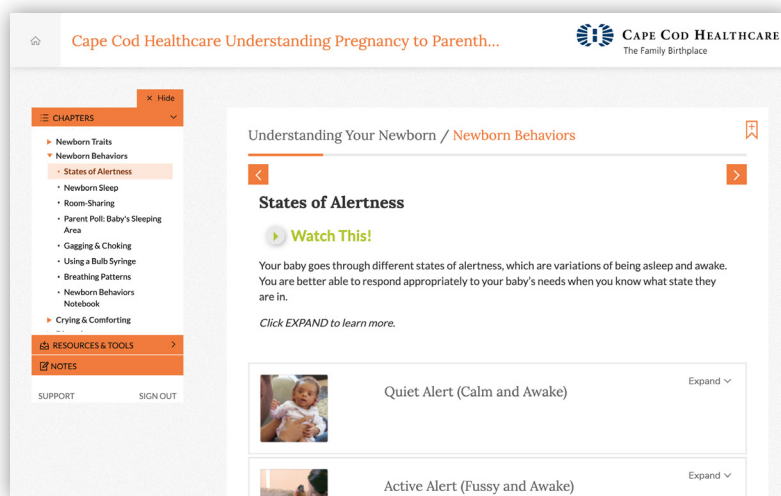 Cape Cod Healthcare Understanding Pregnancy to Parenth...
CAPE COD HEALTHCARE
The Family Birthplace
× Hide
CHAPTERS
Newborn Traits
Newborn Behaviors
States of Alertness
Newborn Sleep
Room-Sharing
Parent Poll: Baby's Sleeping
Area
Gagging & Choking
Using a Bulb Syringe
Breathing Patterns
Newborn Behaviors
Notebook
Crying & Comforting
RESOURCES & TOOLS
NOTES
SUPPORT SIGN OUT
Understanding Your Newborn / Newborn Behaviors
States of Alertness
Watch This!
Your baby goes through different states of alertness, which are variations of being asleep and awake.
You are better able to respond appropriately to your baby's needs when you know what state they
are in.
Click EXPAND to learn more.
Quiet Alert (Calm and Awake)
Expand
Active Alert (Fussy and Awake)
Expand